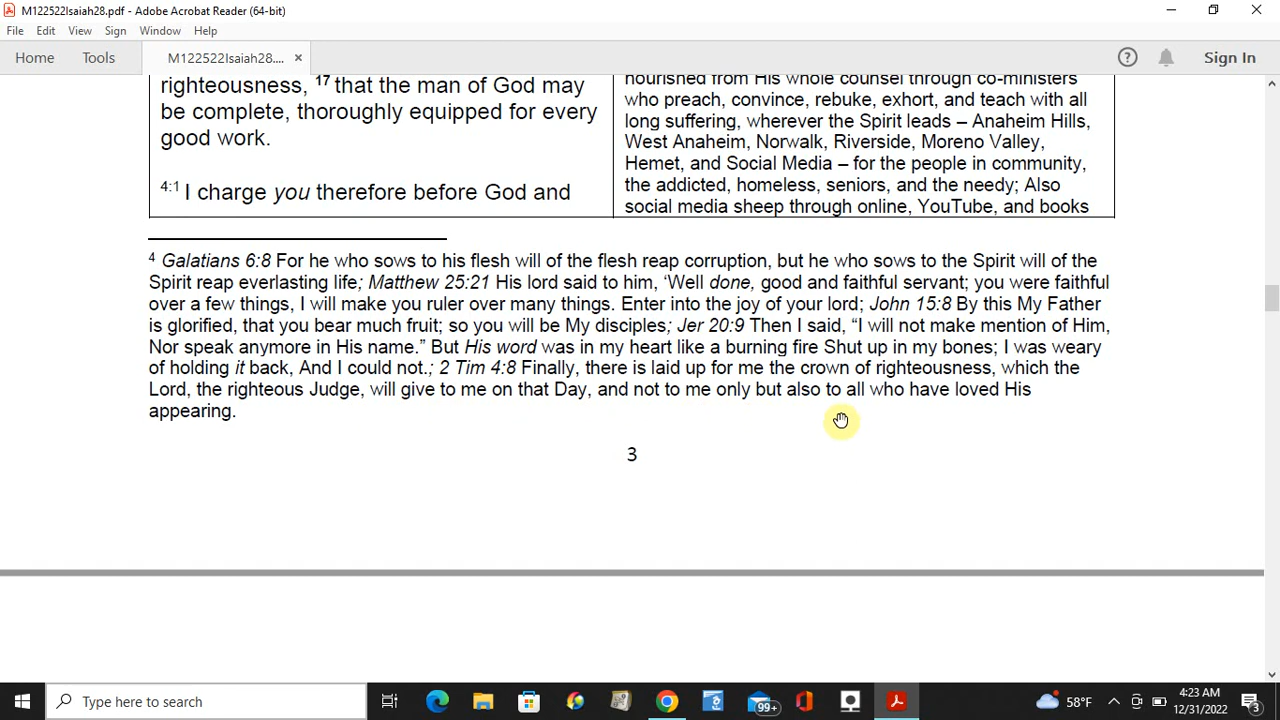 M122522Isaiah28.pdf - Adobe Acrobat Reader (64-bit)
File Edit View Sign Window Help
Home Tools M122522Isaiah28.... × Sign In
righteousness, 17 that the man of God may
be complete, thoroughly equipped for every
good work.
4:1 I charge you therefore before God and
nourished from His whole counsel through co-ministers
who preach, convince, rebuke, exhort, and teach with all
long suffering, wherever the Spirit leads – Anaheim Hills,
West Anaheim, Norwalk, Riverside, Moreno Valley,
Hemet, and Social Media – for the people in community,
the addicted, homeless, seniors, and the needy; Also
social media sheep through online, YouTube, and books
4 Galatians 6:8 For he who sows to his flesh will of the flesh reap corruption, but he who sows to the Spirit will of the
Spirit reap everlasting life; Matthew 25:21 His lord said to him, ‘Well done, good and faithful servant; you were faithful
over a few things, I will make you ruler over many things. Enter into the joy of your lord; John 15:8 By this My Father
is glorified, that you bear much fruit; so you will be My disciples; Jer 20:9 Then I said, “I will not make mention of Him,
Nor speak anymore in His name.” But His word was in my heart like a burning fire Shut up in my bones; I was weary
of holding it back, And I could not.; 2 Tim 4:8 Finally, there is laid up for me the crown of righteousness, which the
Lord, the righteous Judge, will give to me on that Day, and not to me only but also to all who have loved His
appearing.
3
Type here to search
99+
58°F
4:23 AM
12/31/2022
3